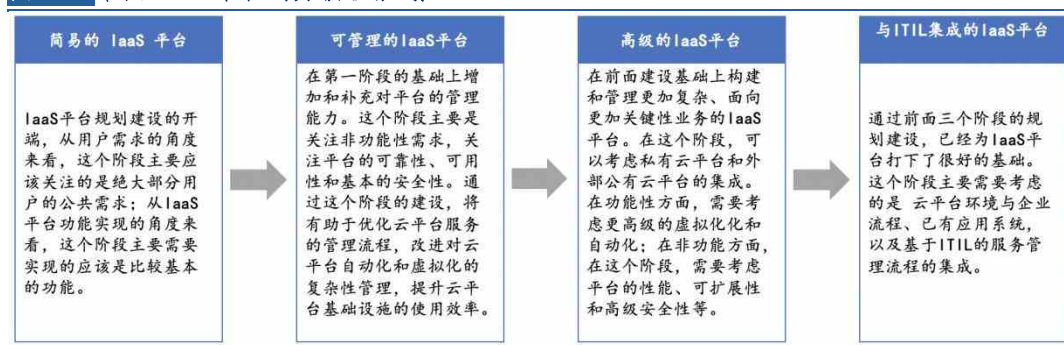 简易的 IaaS 平台
IaaS平台规划建设的开
端，从用户需求的角度
来看，这个阶段主要应
该关注的是绝大部分用
户的公共需求；从IaaS
平台功能实现的角度来
看，这个阶段主要需要
实现的应该是比较基本
的功能。
可管理的IaaS平台
在第一阶段的基础上增
加和补充对平台的管理
能力。这个阶段主要是
关注非功能性需求，关
注平台的可靠性、可用
性和基本的安全性。通
过这个阶段的建设，将
有助于优化云平台服务
的管理流程，改进对云
平台自动化和虚拟化的
复杂性管理，提升云平
台基础设施的使用效率。
高级的IaaS平台
在前面建设基础上构建
和管理更加复杂、面向
更加关键性业务的IaaS
平台。在这个阶段，可
以考虑私有云平台和外
部公有云平台的集成。
在功能性方面，需要考
虑更高级的虚拟化化和
自动化；在非功能方面，
在这个阶段，需要考虑
平台的性能、可扩展性
和高级安全性等。
与ITIL集成的IaaS平台
通过前面三个阶段的规
划建设，已经为IaaS平
台打下了很好的基础。
这个阶段主要需要考虑
的是 云平台环境与企业
流程、已有应用系统，
以及基于ITIL的服务管
理流程的集成。